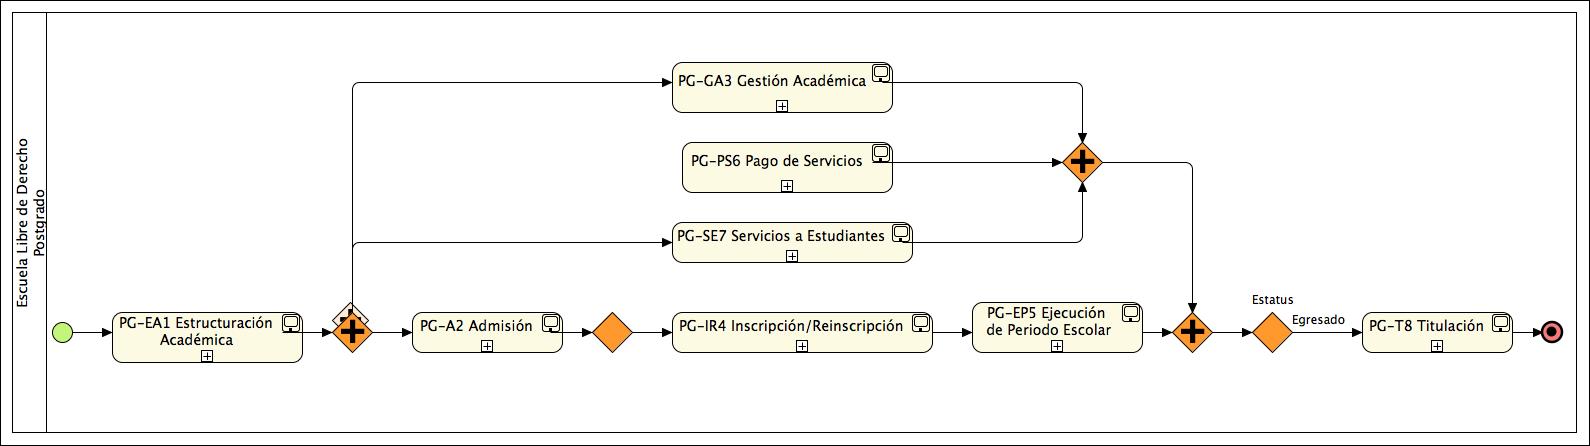 Escuela Libre de Derecho
Postgrado
PG-GA3 Gestión Académica
PG-PS6 Pago de Servicios
PG-SE7 Servicios a Estudiantes
PG-EA1 Estructuración
Académica
PG-A2 Admisión
PG-IR4 Inscripción/Reinscripción
PG-EP5 Ejecución
de Periodo Escolar
Estatus
Egresado
PG-T8 Titulación